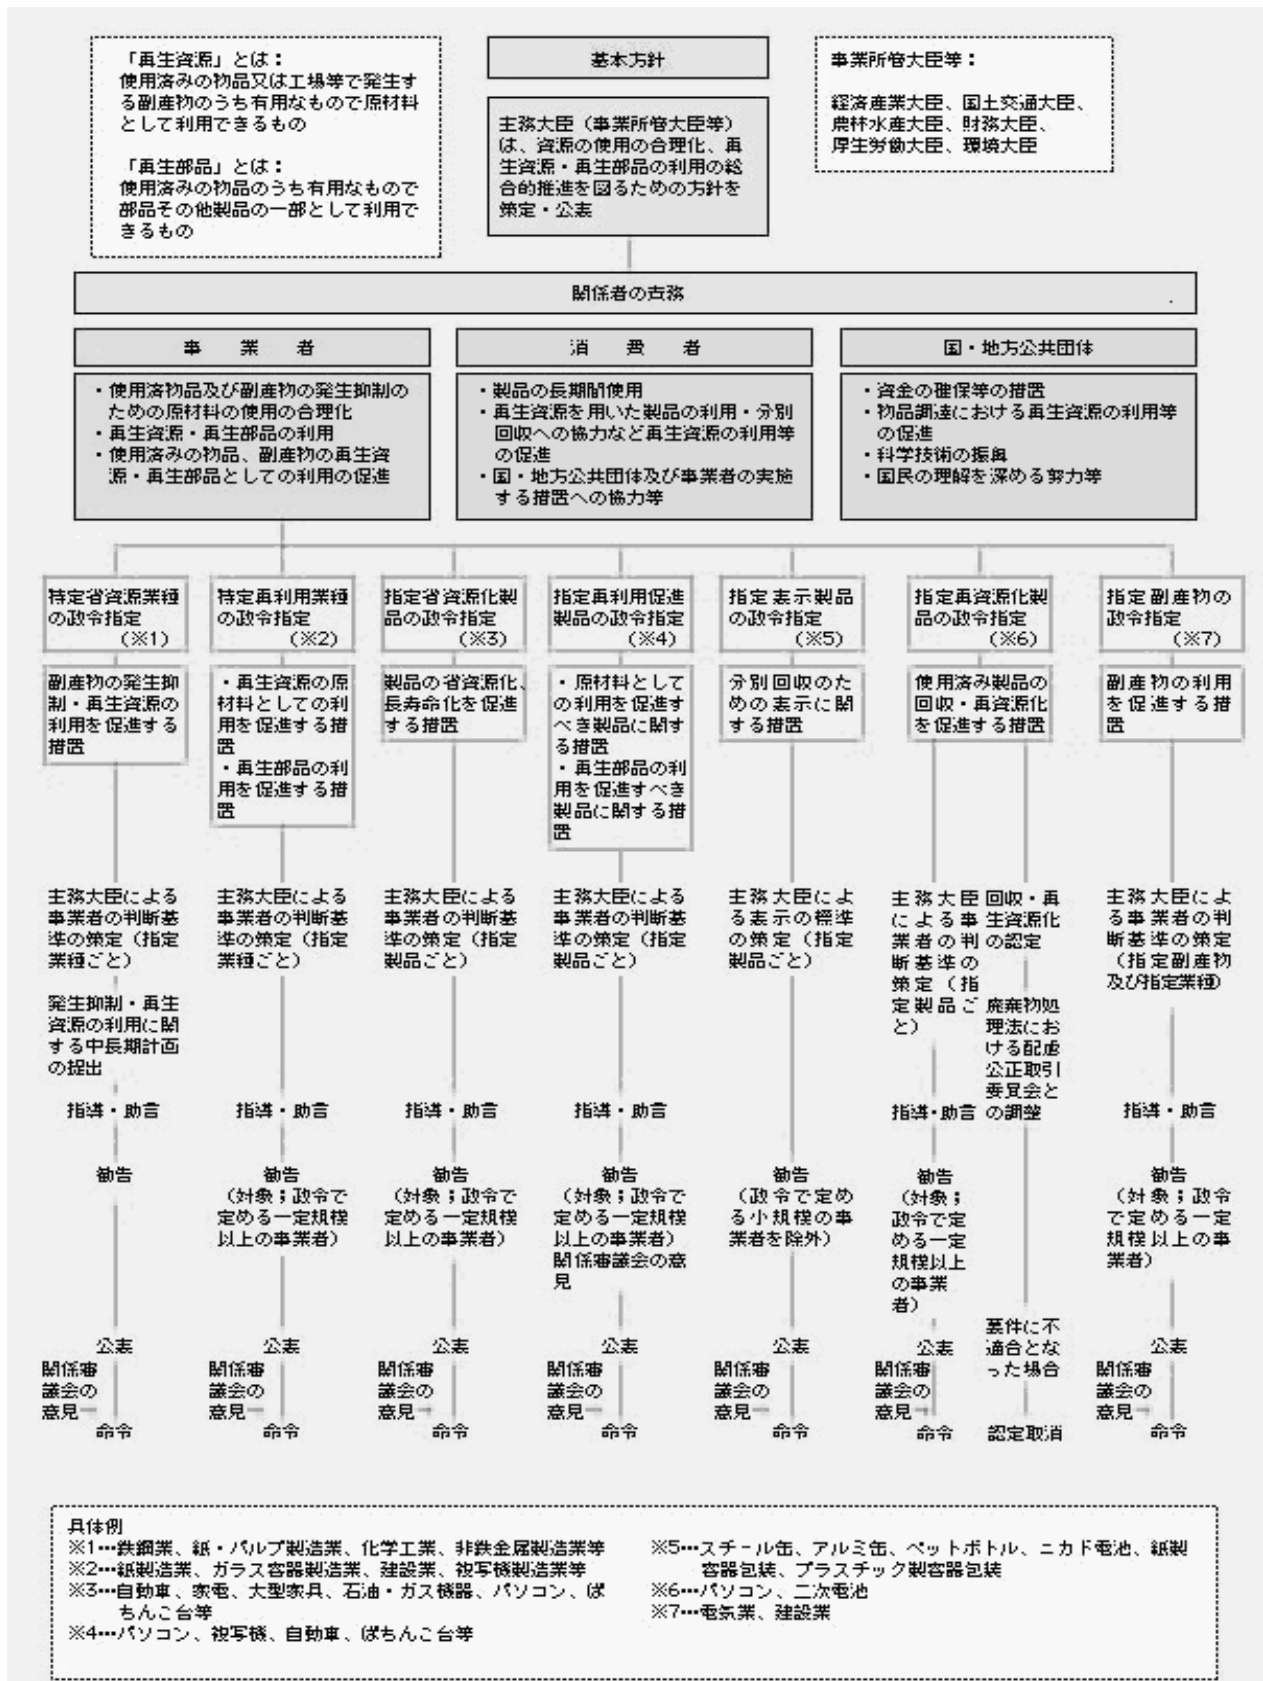 「再生資源」とは：
使用済みの物品又は工場等で発生す
る副産物のうち有用なもので原材料
として利用できるもの
「再生部品」とは：
使用済みの物品のうち有用なもので
部品その他製品の一部として利用で
きるもの
基本方針
主務大臣（事業所管大臣等）
は、資源の使用の合理化、再
生資源・再生部品の利用の総
合的推進を図るための方針を
策定・公表
事業所管大臣等：
経済産業大臣、国土交通大臣、
農林水産大臣、財務大臣、
厚生労働大臣、環境大臣
関係者の責務
事　業　者
・使用済物品及び副産物の発生抑制の
ための原材料の使用の合理化
・再生資源・再生部品の利用
・使用済みの物品、副産物の再生資
源・再生部品としての利用の促進
消　費　者
・製品の長期間使用
・再生資源を用いた製品の利用・分別
回収への協力など再生資源の利用等
の促進
・国・地方公共団体及び事業者の実施
する措置への協力等
国・地方公共団体
・資金の確保等の措置
・物品調達における再生資源の利用等
の促進
・科学技術の振興
・国民の理解を深める努力等
特定省資源業種
の政令指定
（※1）
副産物の発生抑
制・再生資源の
利用を促進する
措置
主務大臣による
事業者の判断基
準の策定（指定
業種ごと）
発生抑制・再生
資源の利用に関
する中長期計画
の提出
指導・助言
勧告
公表
関係審
議会の
意見
命令
特定再利用業種
の政令指定
（※2）
・再生資源の原
材料としての利
用を促進する措
置
・再生部品の利
用を促進する措
置
主務大臣による
事業者の判断基
準の策定（指定
業種ごと）
指導・助言
勧告
（対象；政令で
定める一定規模
以上の事業者）
公表
関係審
議会の
意見
命令
指定省資源化製
品の政令指定
（※3）
製品の省資源化、
長寿命化を促進
する措置
主務大臣による
事業者の判断基
準の策定（指定
製品ごと）
指導・助言
勧告
（対象；政令で
定める一定規模
以上の事業者）
公表
関係審
議会の
意見
命令
指定再利用促進
製品の政令指定
（※4）
・原材料として
の利用を促進す
べき製品に関す
る措置
・再生部品の利
用を促進すべき
製品に関する措
置
主務大臣による
事業者の判断基
準の策定（指定
製品ごと）
指導・助言
勧告
（対象；政令で
定める一定規模
以上の事業者）
関係審議会の意
見
公表
関係審
議会の
意見
命令
指定表示製品
の政令指定
（※5）
分別回収のた
めの表示に関
する措置
主務大臣によ
る表示の標準
の策定（指定
製品ごと）
勧告
（政令で定め
る小規模の事
業者を除外）
公表
関係審
議会の
意見
命令
指定再資源化製
品の政令指定
（※6）
使用済み製品の
回収・再資源化
を促進する措置
主務大臣
による事
業者の判
断基準の
策定（指
定製品ご
と）
指導・助言
勧告
（対象；
政令で定
める一定
規模以上
の事業
者）
公表
関係審
議会の
意見
命令
回収・再
生資源化
の認定
廃棄物処
理法にお
ける配慮
公正取引
委員会と
の調整
要件に不
適合とな
った場合
認定取消
指定副産物の
政令指定
（※7）
副産物の利用
を促進する措
置
主務大臣によ
る事業者の判
断基準の策定
（指定副産物
及び指定業種）
指導・助言
勧告
（対象；政令
で定める一定
規模以上の事
業者）
公表
関係審
議会の
意見
命令
具体例
※1…鉄鋼業、紙・パルプ製造業、化学工業、非鉄金属製造業等
※2…紙製造業、ガラス容器製造業、建設業、複写機製造業等
※3…自動車、家電、大型家具、石油・ガス機器、パソコン、ぱ
ちんこ台等
※4…パソコン、複写機、自動車、ぱちんこ台等
※5…スチール缶、アルミ缶、ペットボトル、ニカド電池、紙製
容器包装、プラスチック製容器包装
※6…パソコン、二次電池
※7…電気業、建設業